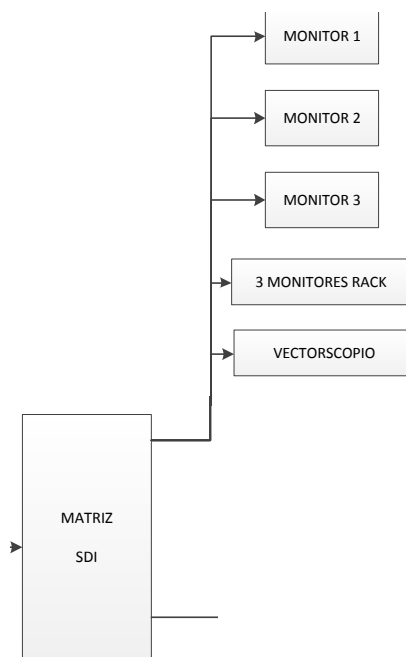 MONITOR 1
MONITOR 2
MONITOR 3
3 MONITORES RACK
VECTORSCOPIO
MATRIZ
SDI